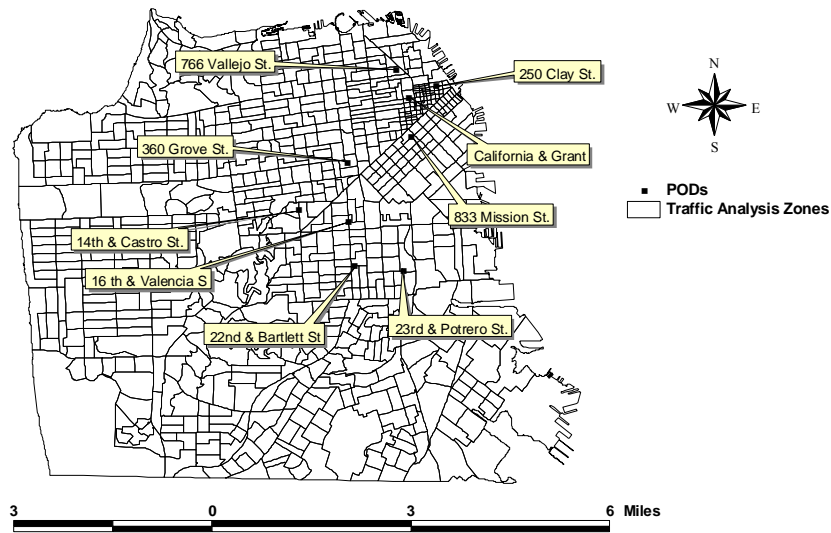 766 Vallejo St.
250 Clay St.
N
W
E
S
360 Grove St.
California & Grant
PODs
833 Mission St.
Traffic Analysis Zones
14th & Castro St.
16 th & Valencia S
22nd & Bartlett St
23rd & Potrero St.
3 0 3 6 Miles